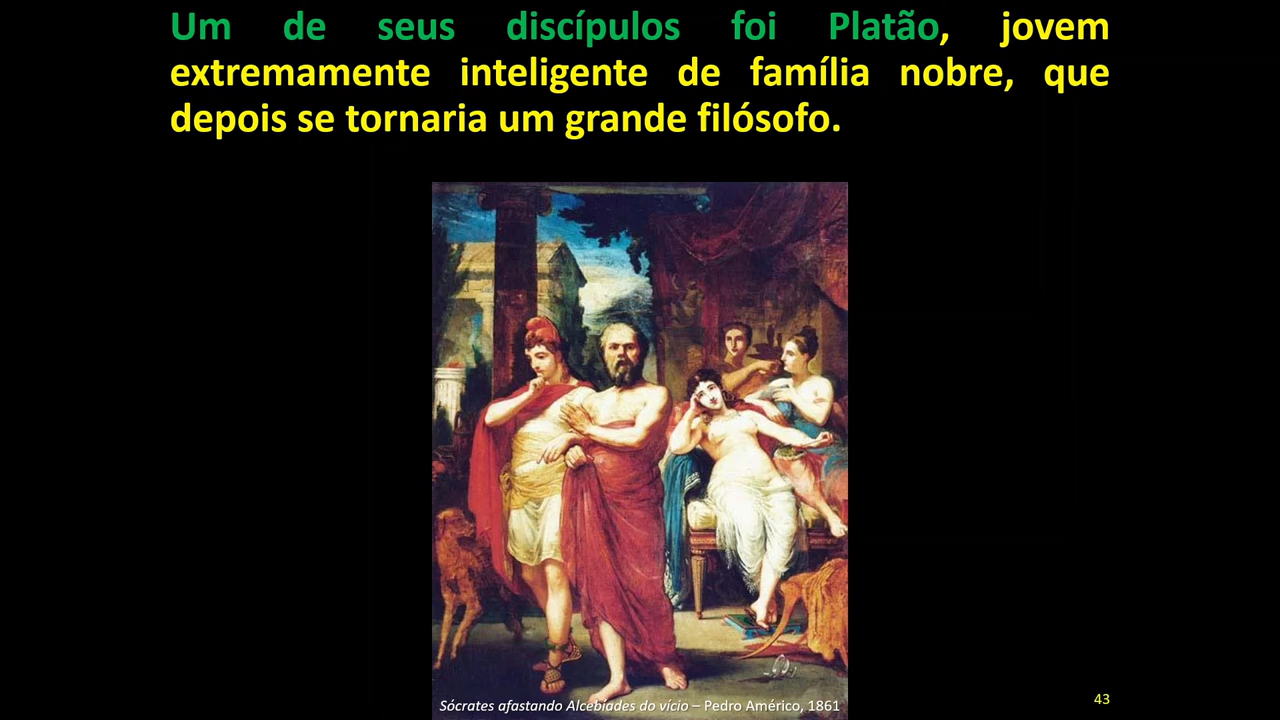 Um de seus discípulos foi Platão, jovem
extremamente inteligente de família nobre, que
depois se tornaria um grande filósofo.
Sócrates afastando Alcebíades do vício – Pedro Américo, 1861
43